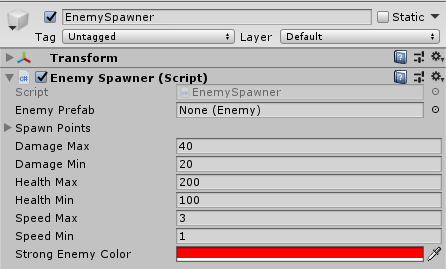 EnemySpawner Static
Tag Untagged Layer Default
Transform
Enemy Spawner (Script)
Script EnemySpawner
Enemy Prefab None (Enemy)
Spawn Points
Damage Max 40
Damage Min 20
Health Max 200
Health Min 100
Speed Max 3
Speed Min 1
Strong Enemy Color